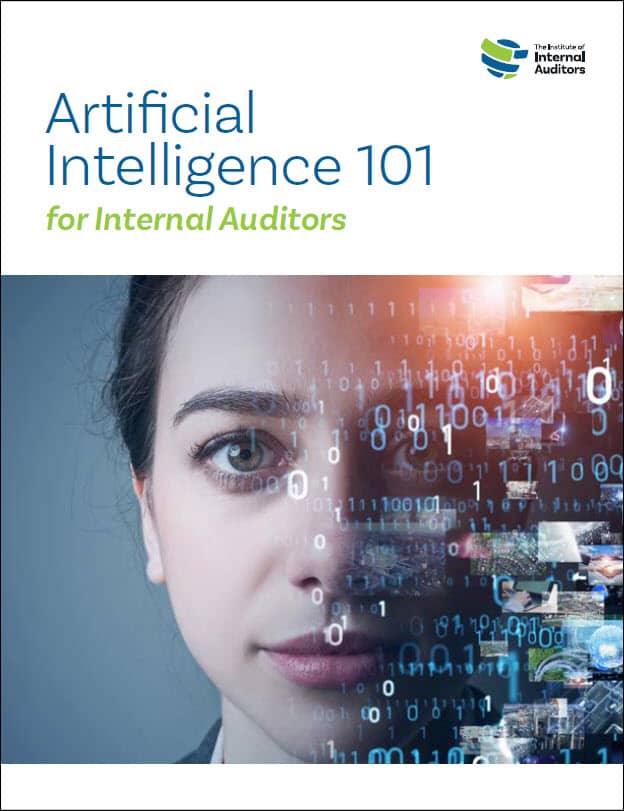 The Institute of
Internal
Auditors
Artificial
Intelligence 101
for Internal Auditors